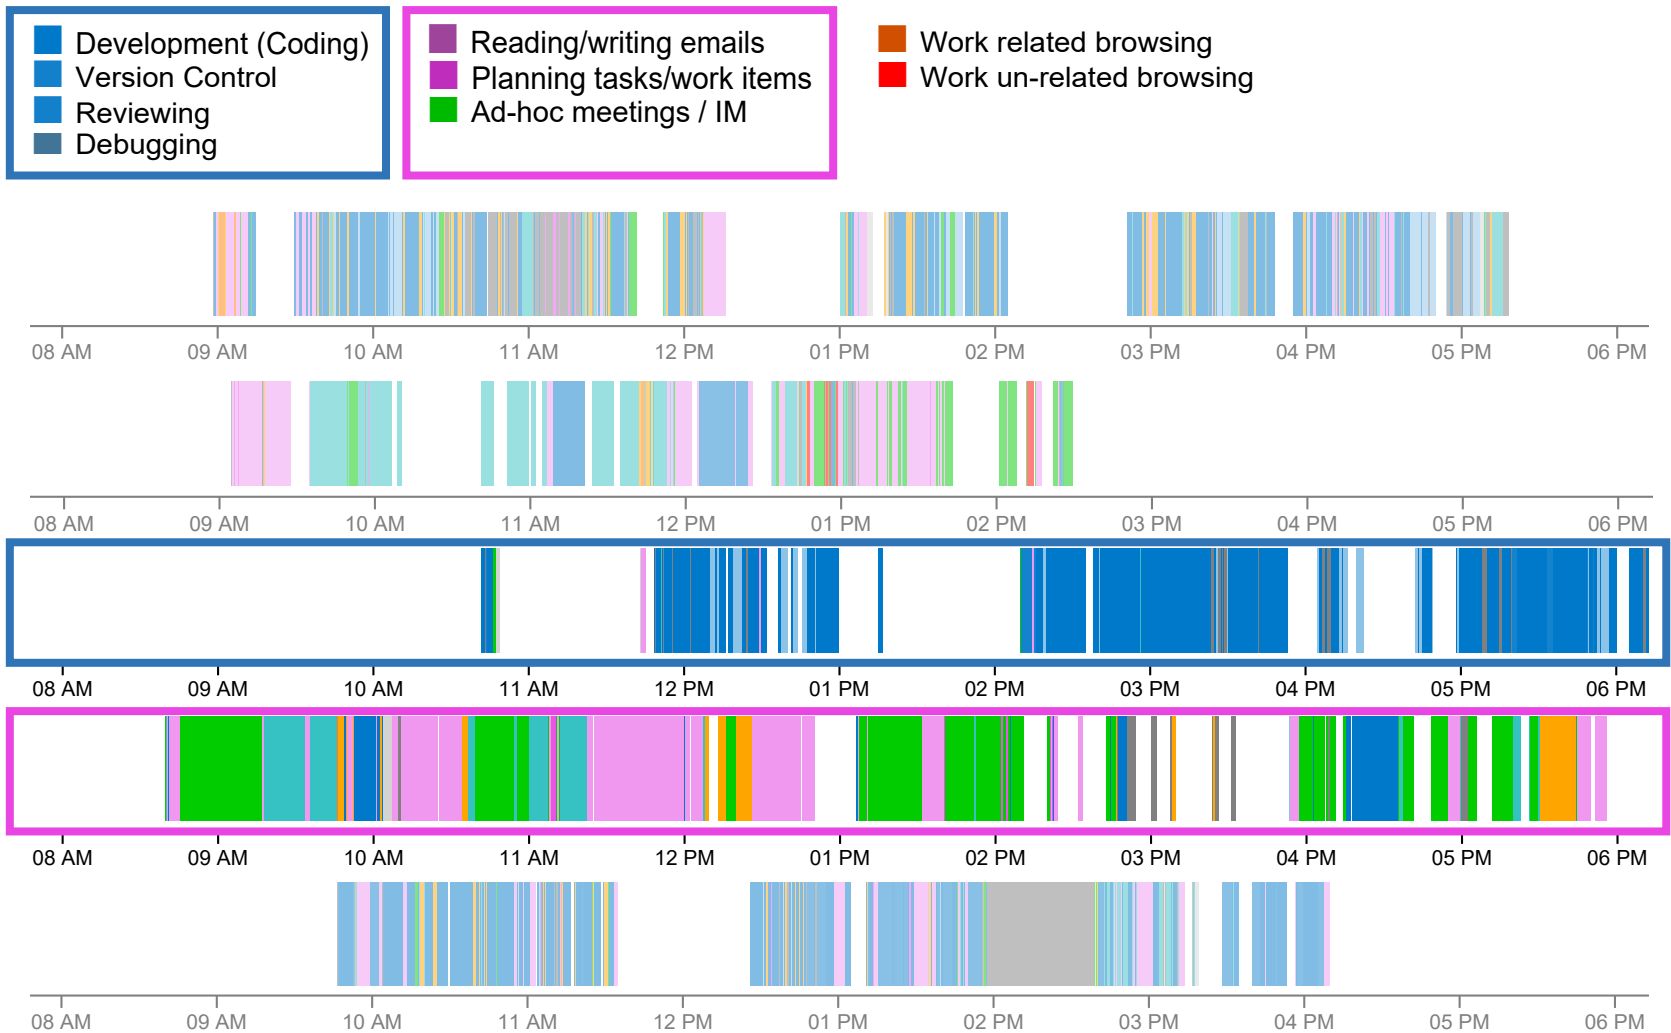 Development (Coding)
Version Control
Reviewing
Debugging
Reading/writing emails
Planning tasks/work items
Ad-hoc meetings / IM
Work related browsing
Work un-related browsing
08 AM 09 AM 10 AM 11 AM 12 PM 01 PM 02 PM 03 PM 04 PM 05 PM 06 PM
08 AM 09 AM 10 AM 11 AM 12 PM 01 PM 02 PM 03 PM 04 PM 05 PM 06 PM
08 AM 09 AM 10 AM 11 AM 12 PM 01 PM 02 PM 03 PM 04 PM 05 PM 06 PM
08 AM 09 AM 10 AM 11 AM 12 PM 01 PM 02 PM 03 PM 04 PM 05 PM 06 PM
08 AM 09 AM 10 AM 11 AM 12 PM 01 PM 02 PM 03 PM 04 PM 05 PM 06 PM